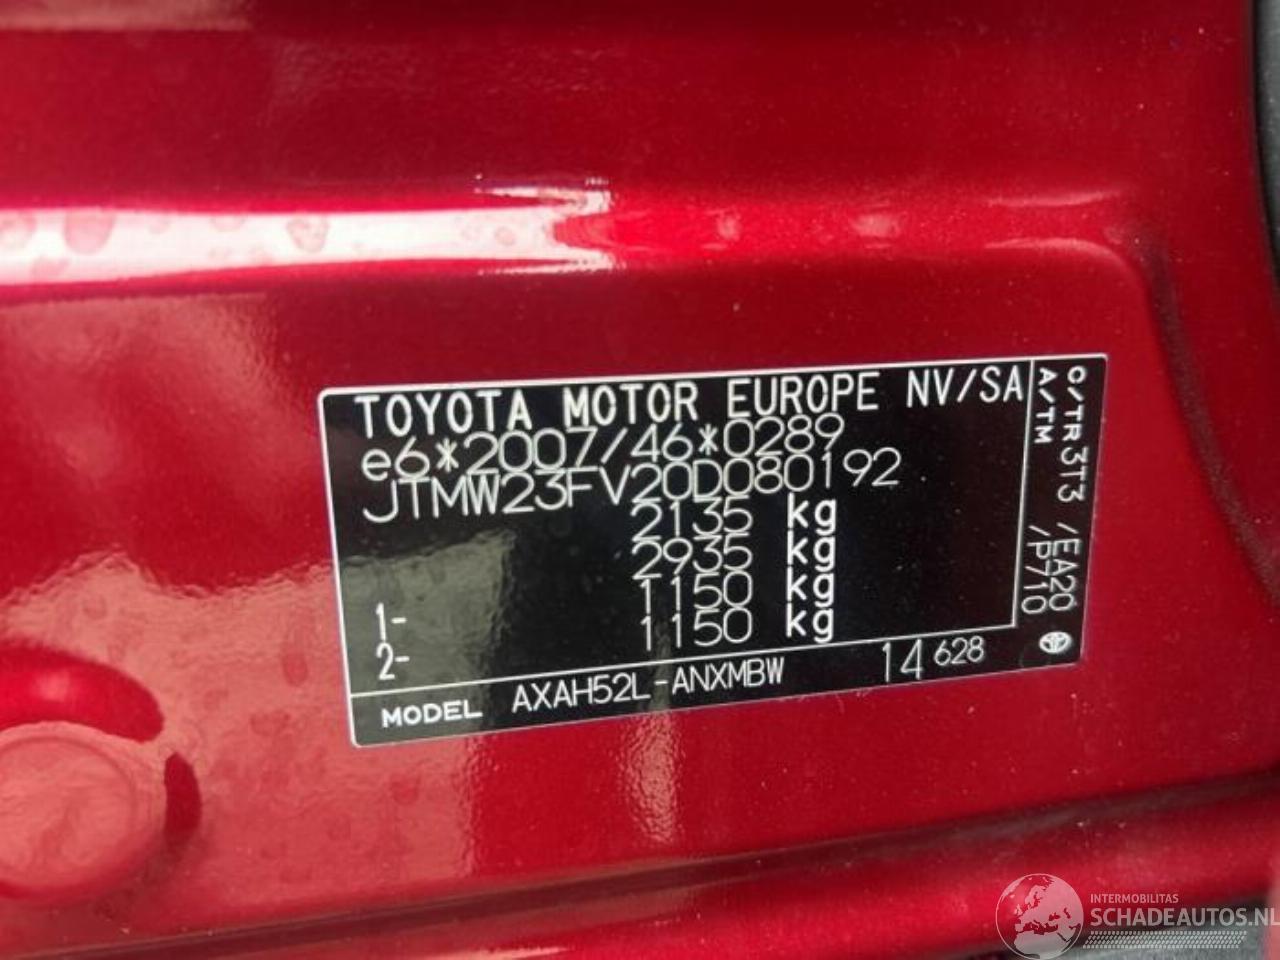 TOYOTA MOTOR EUROPE NV/SA
e6*2007/46*0289
JTMW23FV20D080192
2135 kg
2935 kg
1- 1150 kg
2- 1150 kg
MODEL AXAH52L-ANXMBW 14 628
C/TR 3T3 /EA20
A/TM /P710
INTERMOBILITAS
SCHADEAUTOS.NL